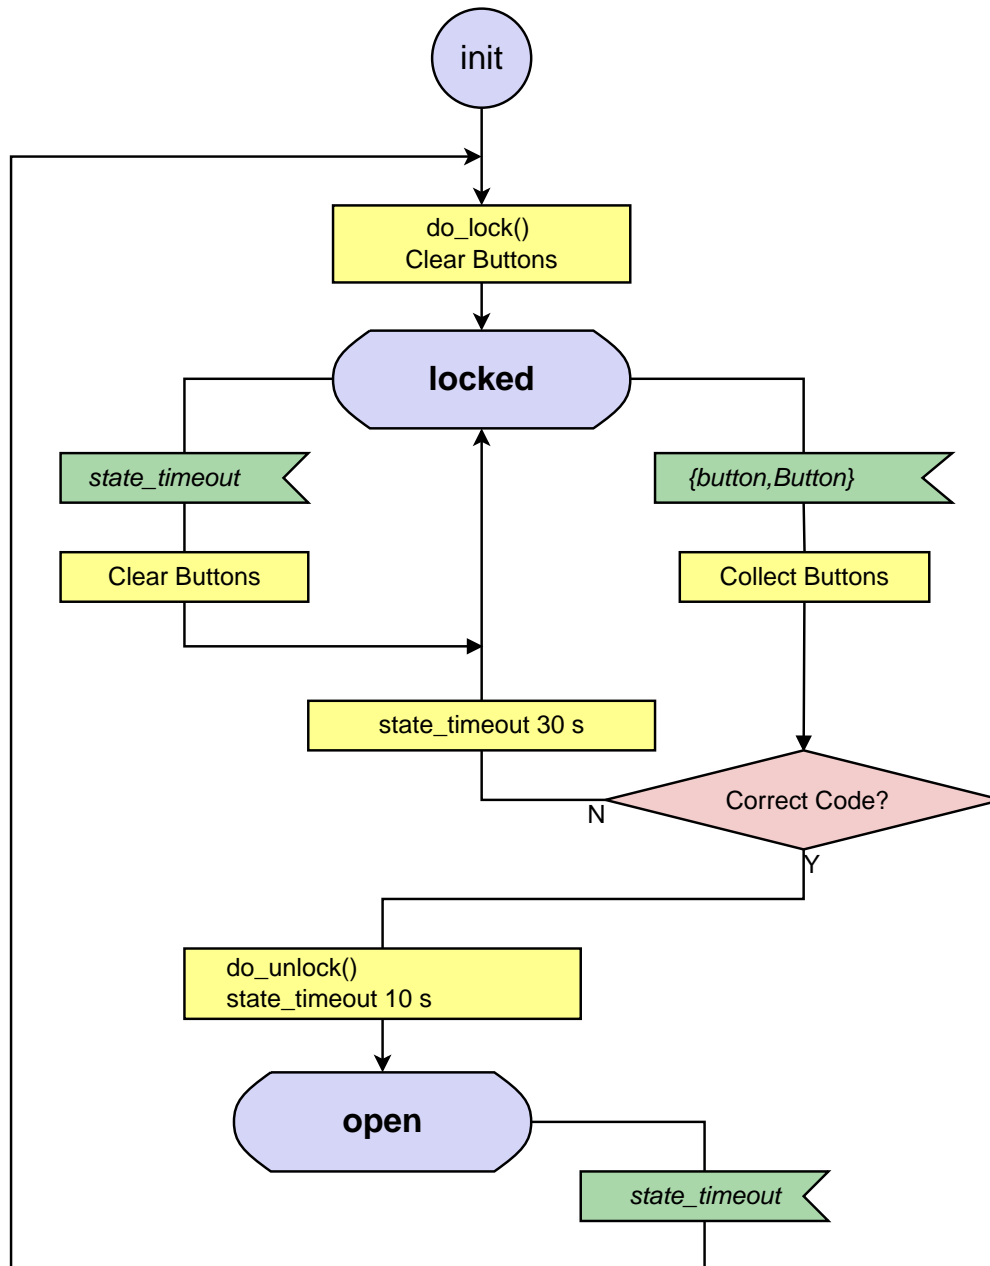 init
do_lock()
Clear Buttons
locked
state_timeout
{button,Button}
Clear Buttons
Collect Buttons
state_timeout 30 s
Correct Code?
N
Y
do_unlock()
state_timeout 10 s
open
state_timeout